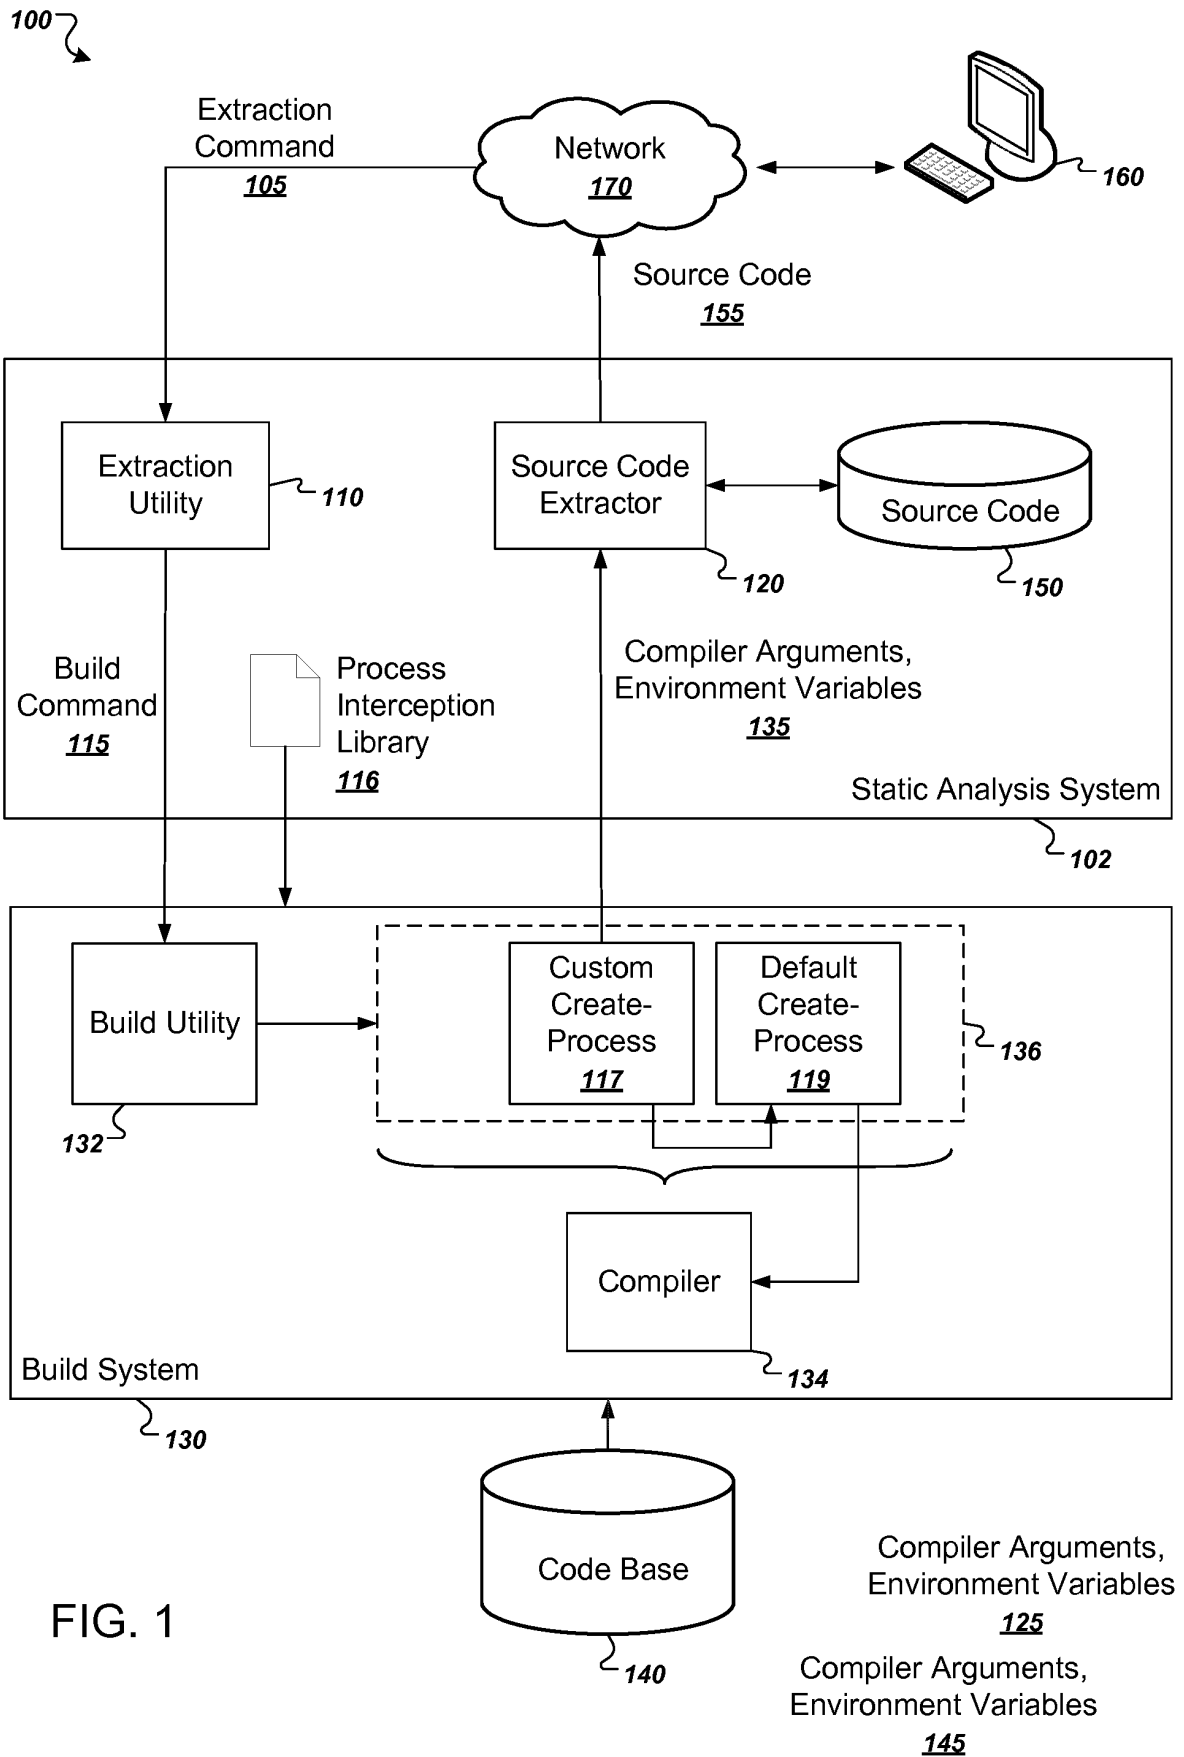 100
Extraction
Command
105
Network
170
160
Source Code
155
Extraction
Utility
110
Source Code
Extractor
120
Source Code
150
Build
Command
115
Process
Interception
Library
116
Compiler Arguments,
Environment Variables
135
Static Analysis System
102
Build Utility
132
Custom
Create-
Process
117
Default
Create-
Process
119
136
Compiler
134
Build System
130
Code Base
140
FIG. 1
Compiler Arguments,
Environment Variables
125
Compiler Arguments,
Environment Variables
145